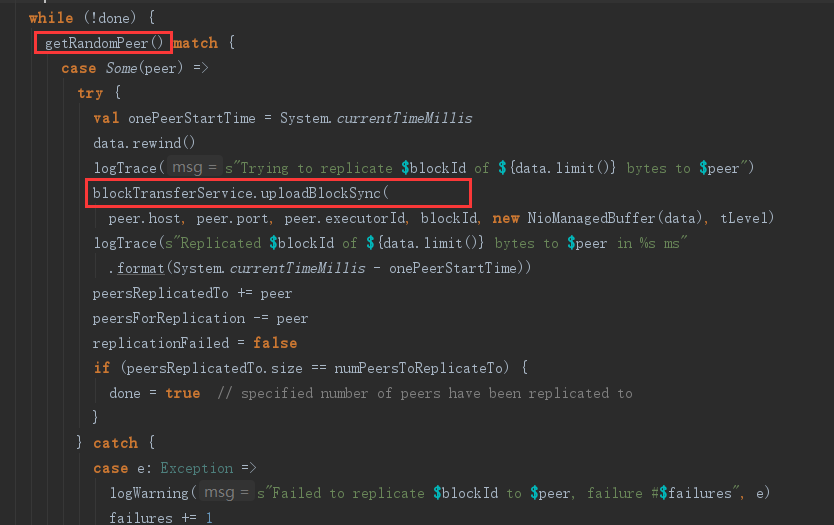 while (!done) {
getRandomPeer() match {
case Some(peer) =>
try {
val onePeerStartTime = System.currentTimeMillis
data.rewind()
logTrace( msg = s"Trying to replicate $blockId of ${data.limit()} bytes to $peer")
blockTransferService.uploadBlockSync(
peer.host, peer.port, peer.executorId, blockId, new NioManagedBuffer(data), tLevel)
logTrace(s"Replicated $blockId of ${data.limit()} bytes to $peer in %s ms"
.format(System.currentTimeMillis - onePeerStartTime))
peersReplicatedTo += peer
peersForReplication -= peer
replicationFailed = false
if (peersReplicatedTo.size == numPeersToReplicateTo) {
done = true // specified number of peers have been replicated to
}
} catch {
case e: Exception =>
logWarning( msg = s"Failed to replicate $blockId to $peer, failure #$failures", e)
failures += 1